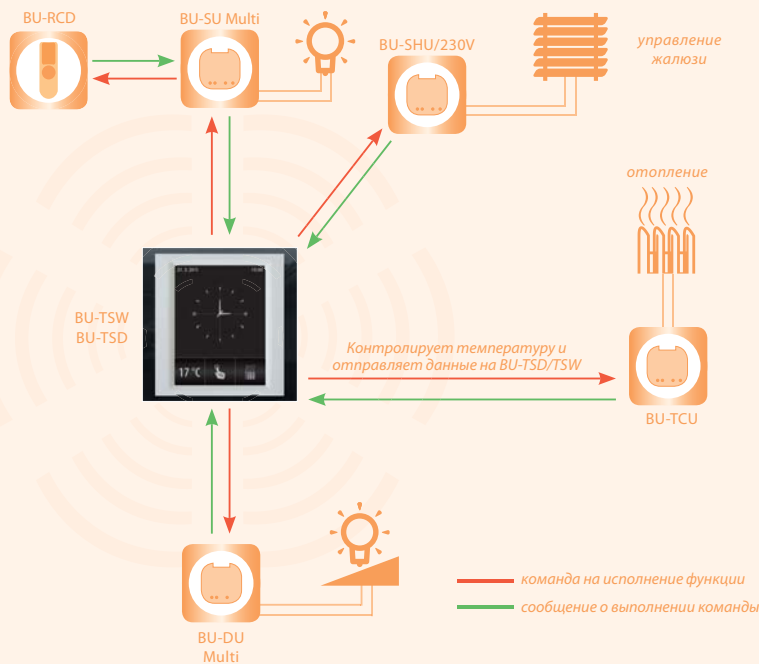 BU-RCD
BU-SU Multi
BU-SHU/230V
управление
жалюзи
отопление
BU-TSW
BU-TSD
17°C
Контролирует температуру и
отправляет данные на BU-TSD/TSW
BU-TCU
BU-DU
Multi
команда на исполнение функции
сообщение о выполнении команды